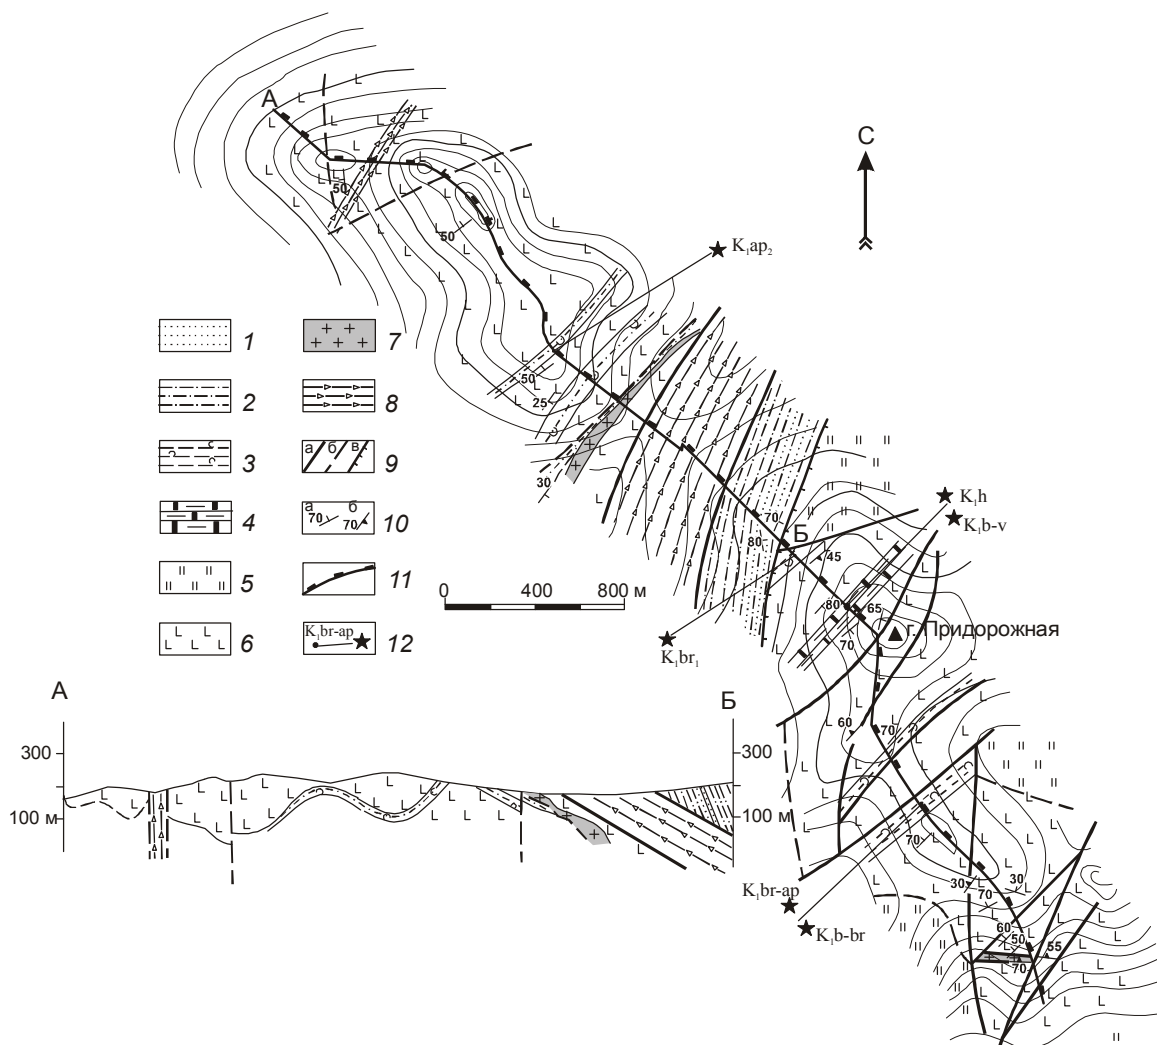 А
С
50
50
K₁ap₂
1
7
2
8
3
а б в
9
4
а 70 б 70
10
5
11
6
K₁br-ap
12
0 400 800 м
50
25
30
70
80
Б
45
K₁h
K₁b-v
80
65
70
г. Придорожная
K₁br₁
60
70
А
Б
300
300
100 м
100 м
70
K₁br-ap
K₁b-br
30
70
30
60
50
55
70